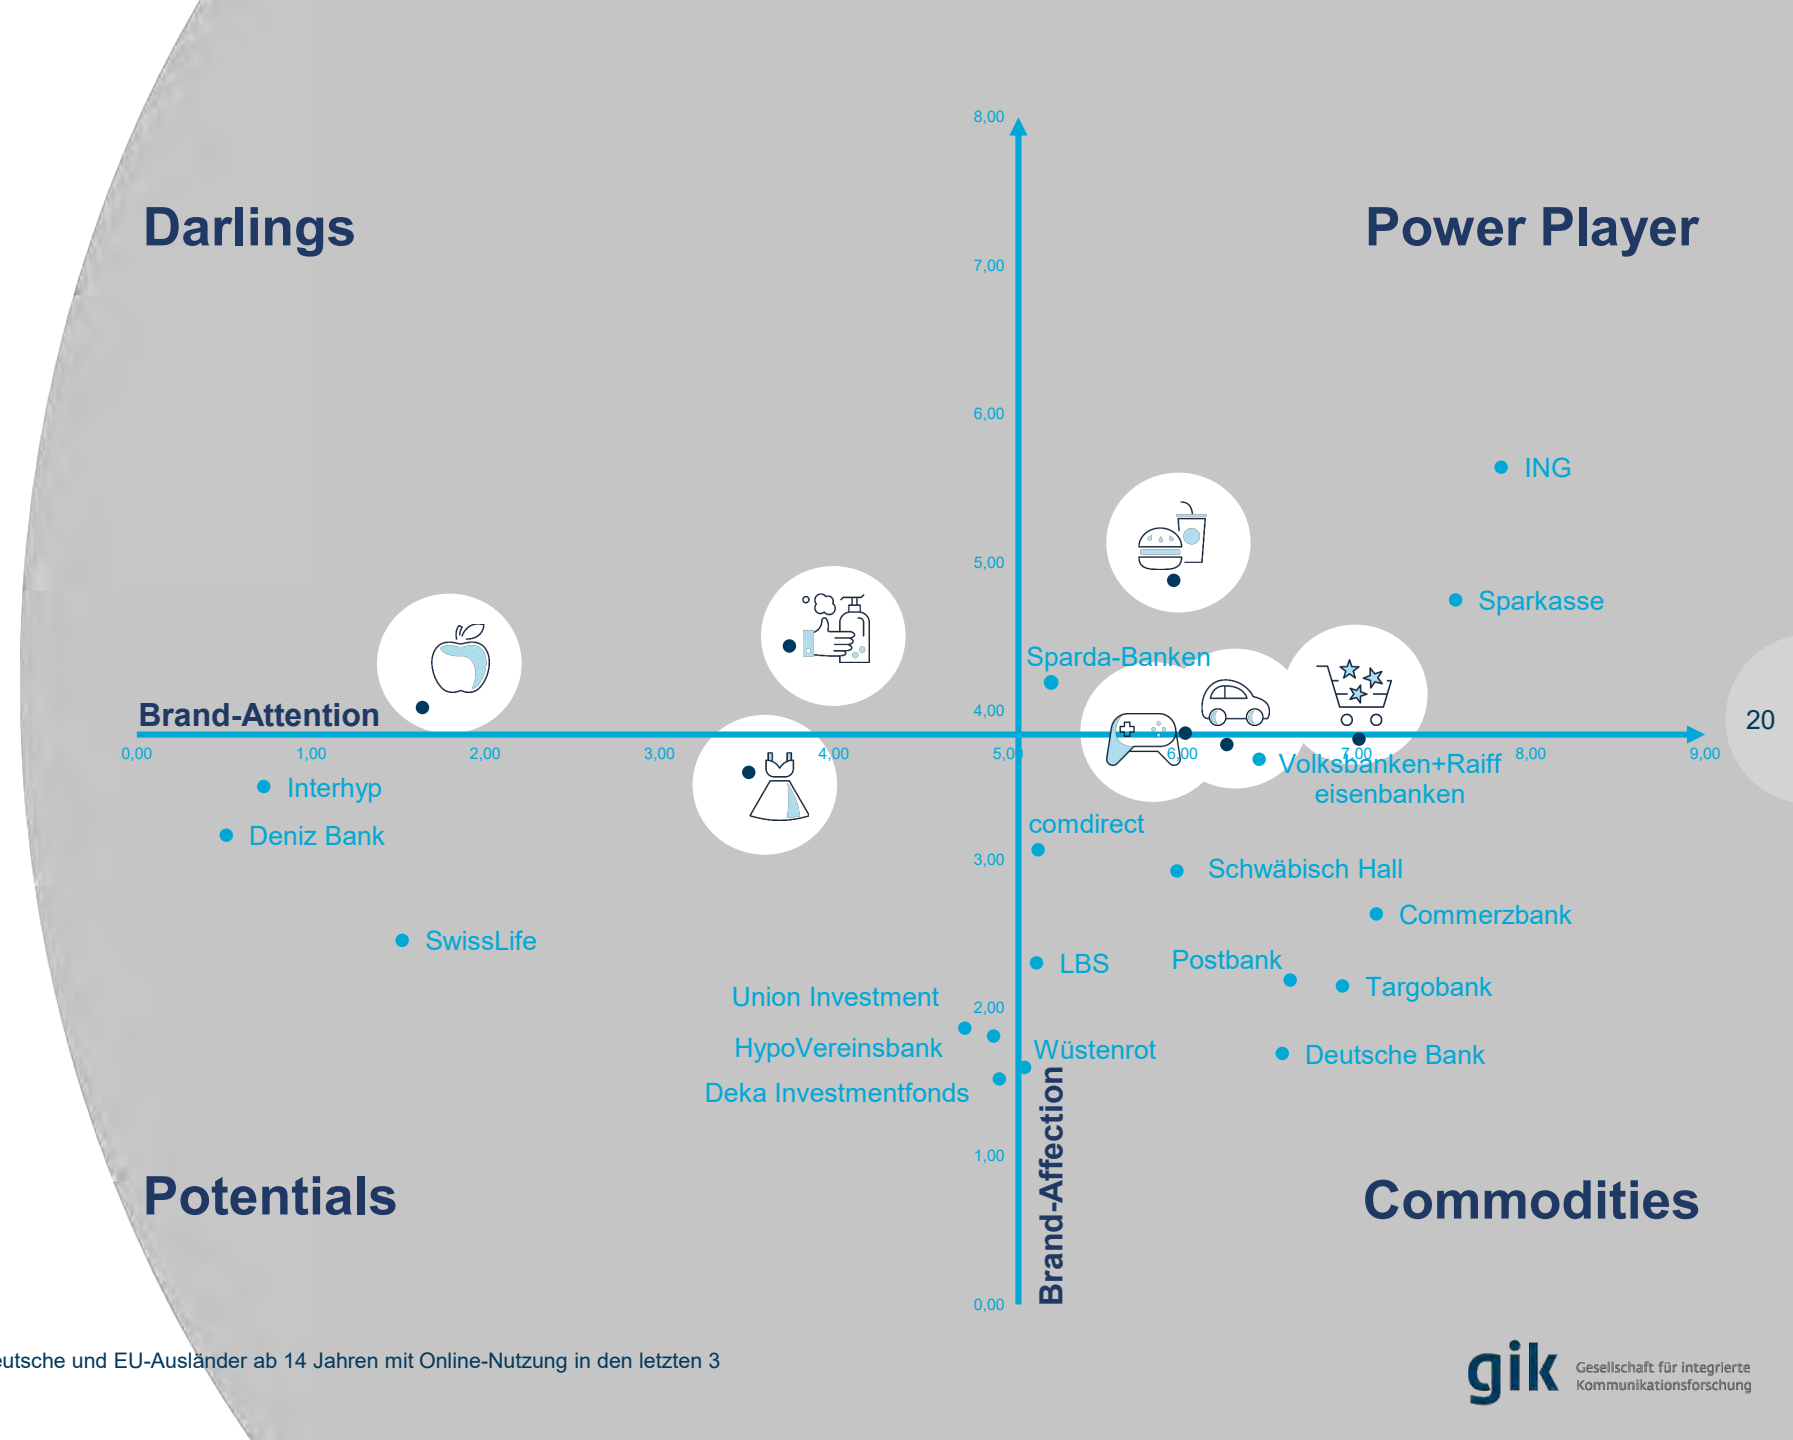 8,00
Darlings
Power Player
7,00
6,00
ING
5,00
Sparkasse
Sparda-Banken
4,00
Brand-Attention
20
0,00 1,00 2,00 3,00 4,00 5,00 6,00 7,00 8,00 9,00
Volksbanken+Raiff
eisenbanken
Interhyp
Deniz Bank
comdirect
3,00
Schwäbisch Hall
Commerzbank
SwissLife
LBS
Postbank
Targobank
Union Investment
2,00
HypoVereinsbank
Wüstenrot
Deutsche Bank
Deka Investmentfonds
Brand-Affection
1,00
Potentials
Commodities
0,00
eutsche und EU-Ausländer ab 14 Jahren mit Online-Nutzung in den letzten 3
gik
Gesellschaft für integrierte
Kommunikationsforschung